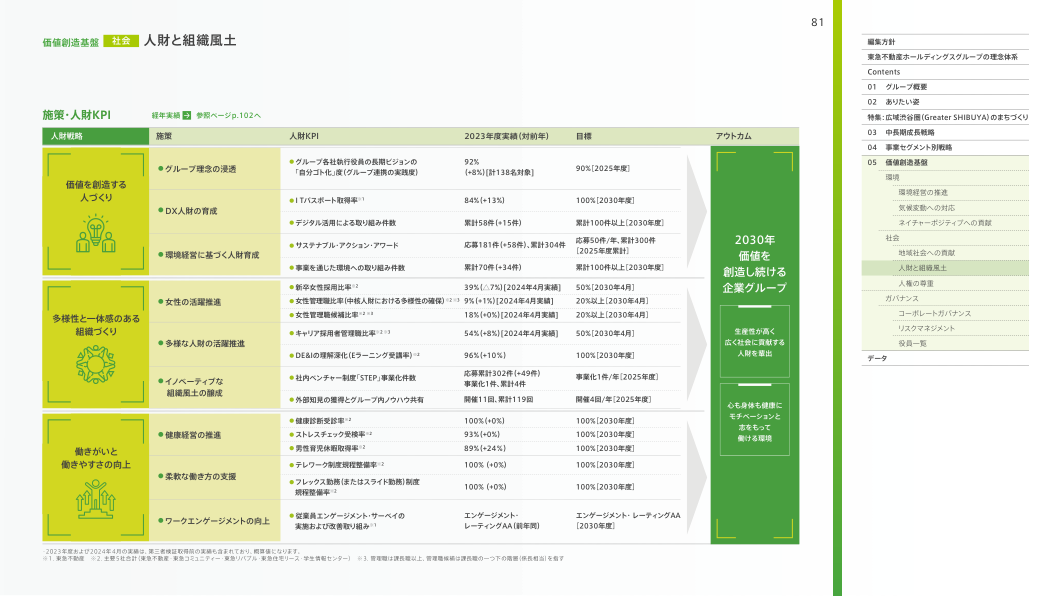 81
価値創造基盤 社会 人財と組織風土
施策・人財KPI 経年実績 参照ページp.102へ
人財戦略 施策 人財KPI 2023年度実績(対前年) 目標 アウトカム
価値を創造する
人づくり
グループ理念の浸透
グループ各社執行役員の長期ビジョンの
「自分ゴト化」度(グループ連携の実践度)
92%
(+8%)[計138名対象]
90%[2025年度]
DX人財の育成
ITパスポート取得率※1 84%(+13%) 100%[2030年度]
デジタル活用による取り組み件数 累計58件(+15件) 累計100件以上[2030年度]
環境経営に基づく人財育成
サステナブル・アクション・アワード 応募181件(+58件)、累計304件
応募50件/年、累計300件
[2025年度累計]
事業を通じた環境への取り組み件数 累計70件(+34件) 累計100件以上[2030年度]
多様性と一体感のある
組織づくり
女性の活躍推進
新卒女性採用比率※2 39%(△7%)[2024年4月実績] 50%[2030年4月]
女性管理職比率(中核人財における多様性の確保)※2 ※3 9%(+1%)[2024年4月実績] 20%以上[2030年4月]
女性管理職候補比率※2 ※3 18%(+0%)[2024年4月実績] 20%以上[2030年4月]
多様な人財の活躍推進
キャリア採用者管理職比率※2 ※3 54%(+8%)[2024年4月実績] 50%[2030年4月]
DE&Iの理解深化(Eラーニング受講率)※2 96%(+10%) 100%[2030年度]
イノベーティブな
組織風土の醸成
社内ベンチャー制度「STEP」事業化件数
応募累計302件(+49件)
事業化1件、累計4件
事業化1件/年[2025年度]
外部知見の獲得とグループ内ノウハウ共有 開催11回、累計119回 開催4回/年[2025年度]
働きがいと
働きやすさの向上
健康経営の推進
健康診断受診率※2 100%(+0%) 100%[2030年度]
ストレスチェック受検率※2 93%(+0%) 100%[2030年度]
男性育児休暇取得率※2 89%(+24%) 100%[2030年度]
柔軟な働き方の支援
テレワーク制度規程整備率※2 100% (+0%) 100%[2030年度]
フレックス勤務(またはスライド勤務)制度
規程整備率※2
100% (+0%) 100%[2030年度]
ワークエンゲージメントの向上
従業員エンゲージメント・サーベイの
実施および改善取り組み※1
エンゲージメント・
レーティングAA(前年同)
エンゲージメント・レーティングAA
[2030年度]
2030年
価値を
創造し続ける
企業グループ
生産性が高く
広く社会に貢献する
人財を輩出
心も身体も健康に
モチベーションと
志をもって
働ける環境
・2023年度および2024年4月の実績は、第三者検証取得前の実績も含まれており、概算値になります。
※1. 東急不動産 ※2. 主要5社合計(東急不動産・東急コミュニティー・東急リバブル・東急住宅リース・学生情報センター) ※3. 管理職は課長職以上、管理職候補は課長職の一つ下の階層(係長相当)を指す
編集方針
東急不動産ホールディングスグループの理念体系
Contents
01 グループ概要
02 ありたい姿
特集:広域渋谷圏(Greater SHIBUYA)のまちづくり
03 中長期成長戦略
04 事業セグメント別戦略
05 価値創造基盤
環境
環境経営の推進
気候変動への対応
ネイチャーポジティブへの貢献
社会
地域社会への貢献
人財と組織風土
人権の尊重
ガバナンス
コーポレートガバナンス
リスクマネジメント
役員一覧
データ